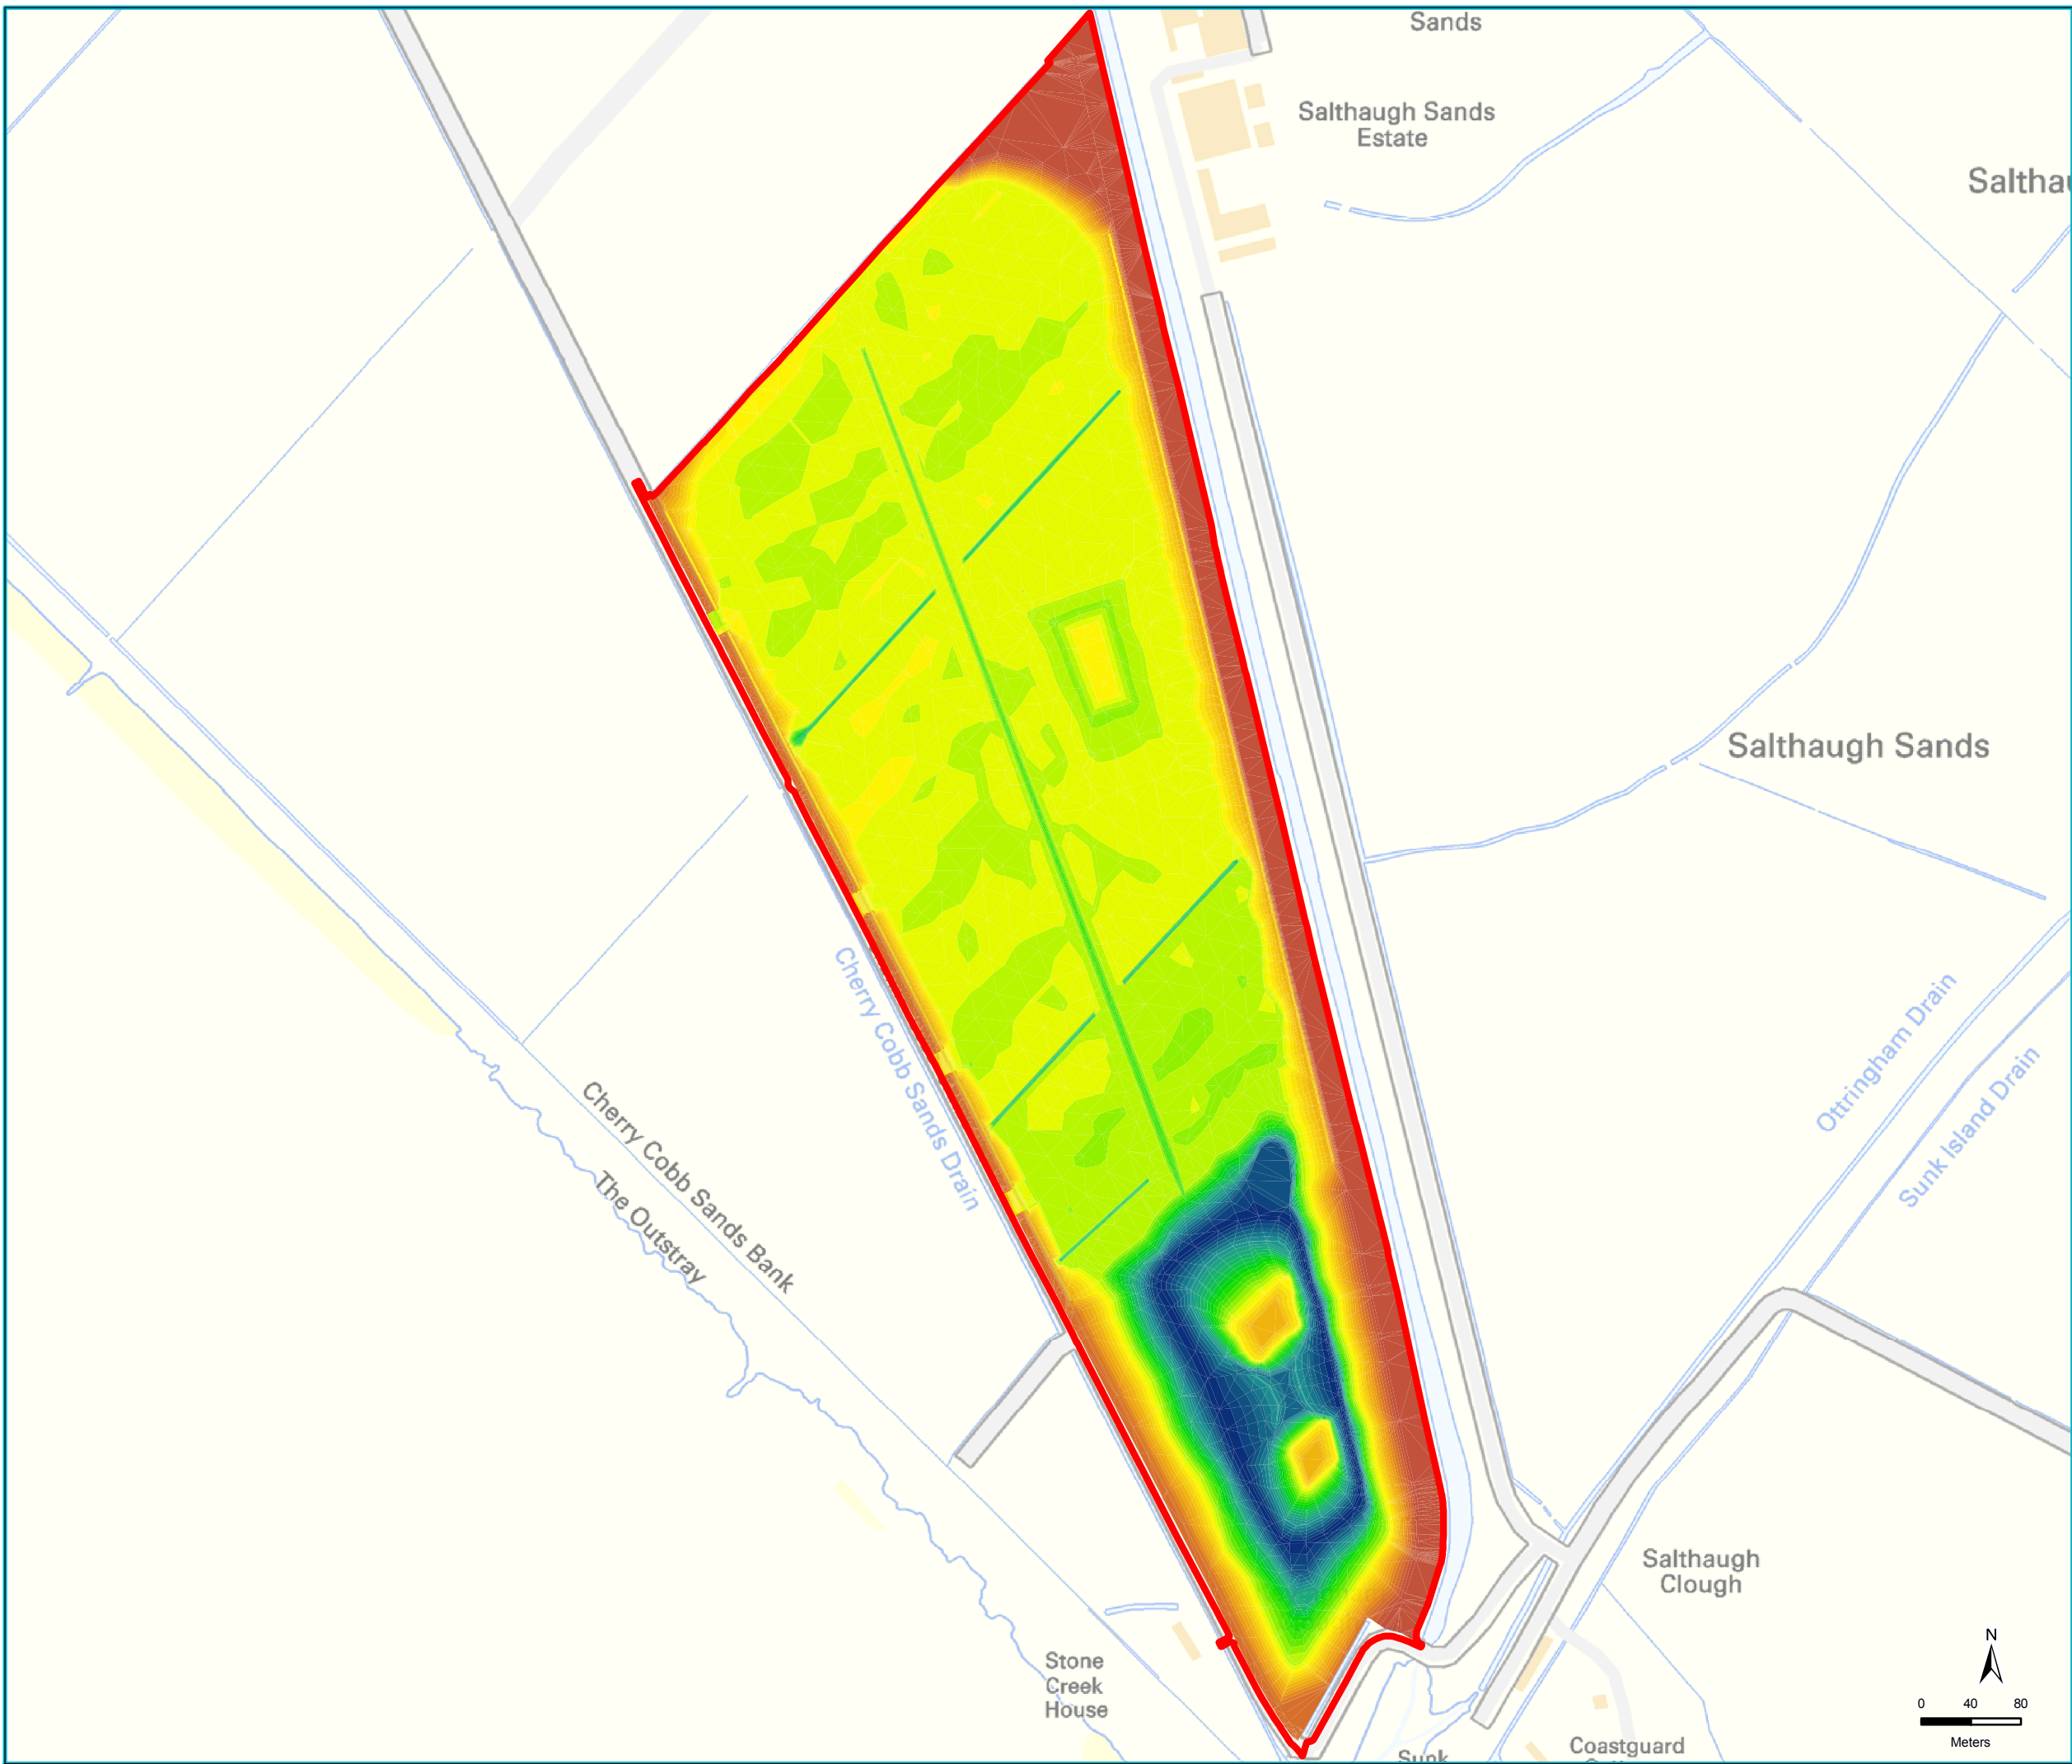 Sands
Salthaugh Sands
Estate
Salthau
Salthaugh Sands
Cherry Cobb Sands Drain
Ottringham Drain
Sunk Island Drain
Cherry Cobb Sands Bank
The Outstray
Salthaugh
Clough
Stone
Creek
House
N
0 40 80
Meters
Coastguard
Sunk